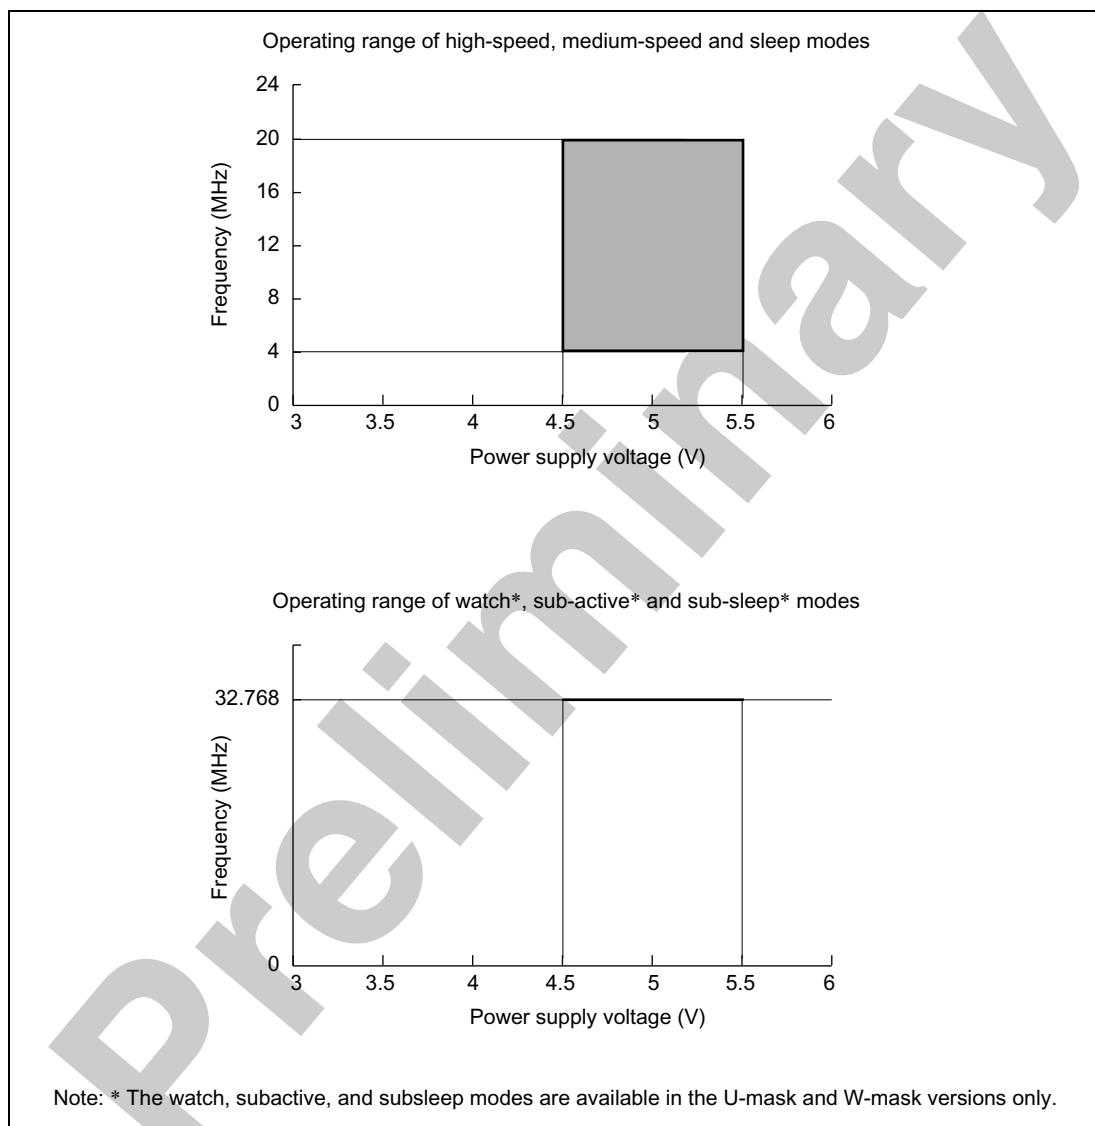 Operating range of high-speed, medium-speed and sleep modes
24
20
16
12
8
4
0
Frequency (MHz)
3 3.5 4 4.5 5 5.5 6
Power supply voltage (V)
Operating range of watch*, sub-active* and sub-sleep* modes
32.768
0
Frequency (MHz)
3 3.5 4 4.5 5 5.5 6
Power supply voltage (V)
Note: * The watch, subactive, and subsleep modes are available in the U-mask and W-mask versions only.
Preliminary